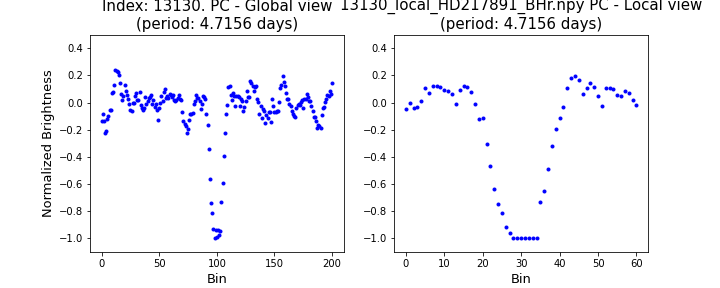 Index: 13130. PC - Global view
(period: 4.7156 days)
13130_local_HD217891_BHr.npy PC - Local view
(period: 4.7156 days)
Normalized Brightness
0.4
0.2
0.0
−0.2
−0.4
−0.6
−0.8
−1.0
0 50 100 150 200
Bin
0.4
0.2
0.0
−0.2
−0.4
−0.6
−0.8
−1.0
0 10 20 30 40 50 60
Bin